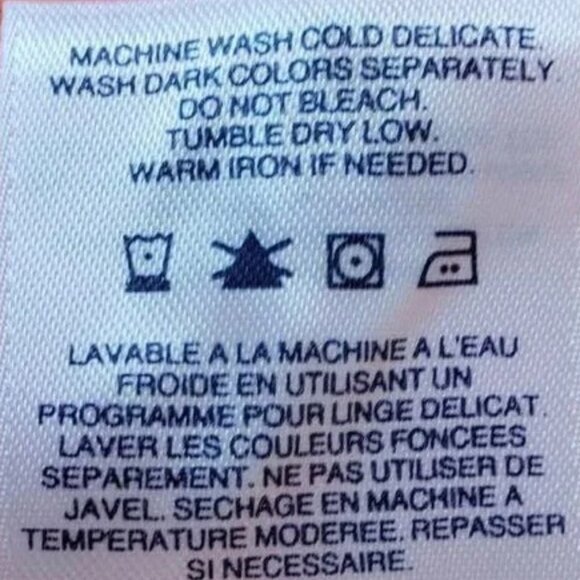 MACHINE WASH COLD DELICATE.
WASH DARK COLORS SEPARATELY.
DO NOT BLEACH.
TUMBLE DRY LOW.
WARM IRON IF NEEDED.
LAVABLE A LA MACHINE A L'EAU
FROIDE EN UTILISANT UN
PROGRAMME POUR LINGE DELICAT.
LAVER LES COULEURS FONCEES
SEPAREMENT. NE PAS UTILISER DE
JAVEL. SECHAGE EN MACHINE A
TEMPERATURE MODEREE. REPASSER
SI NECESSAIRE.